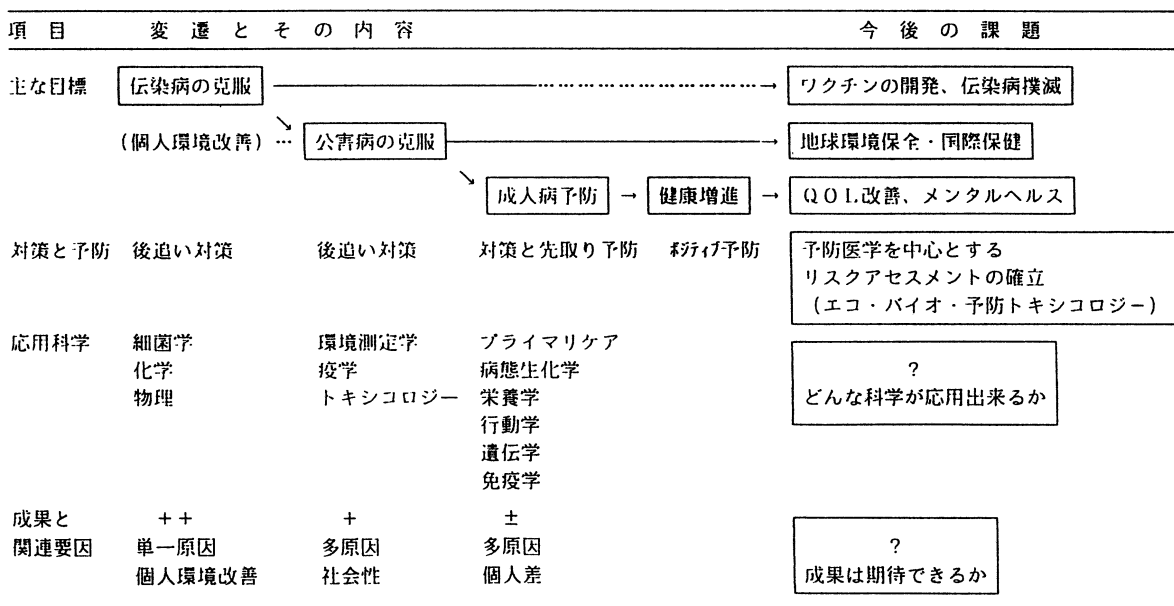 項目 変遷とその内容 今後の課題
主な目標 伝染病の克服 ワクチンの開発、伝染病撲滅
(個人環境改善) … 公害病の克服 地球環境保全・国際保健
成人病予防 → 健康増進 → QOL改善、メンタルヘルス
対策と予防 後追い対策 後追い対策 対策と先取り予防 ポジティブ予防 予防医学を中心とする
リスクアセスメントの確立
(エコ・バイオ・予防トキシコロジー)
応用科学 細菌学 環境測定学 プライマリケア
化学 疫学 病態生化学 ?
物理 トキシコロジー 栄養学 どんな科学が応用出来るか
行動学
遺伝学
免疫学
成果と ++ + ±
関連要因 単一原因 多原因 多原因 ?
個人環境改善 社会性 個人差 成果は期待できるか